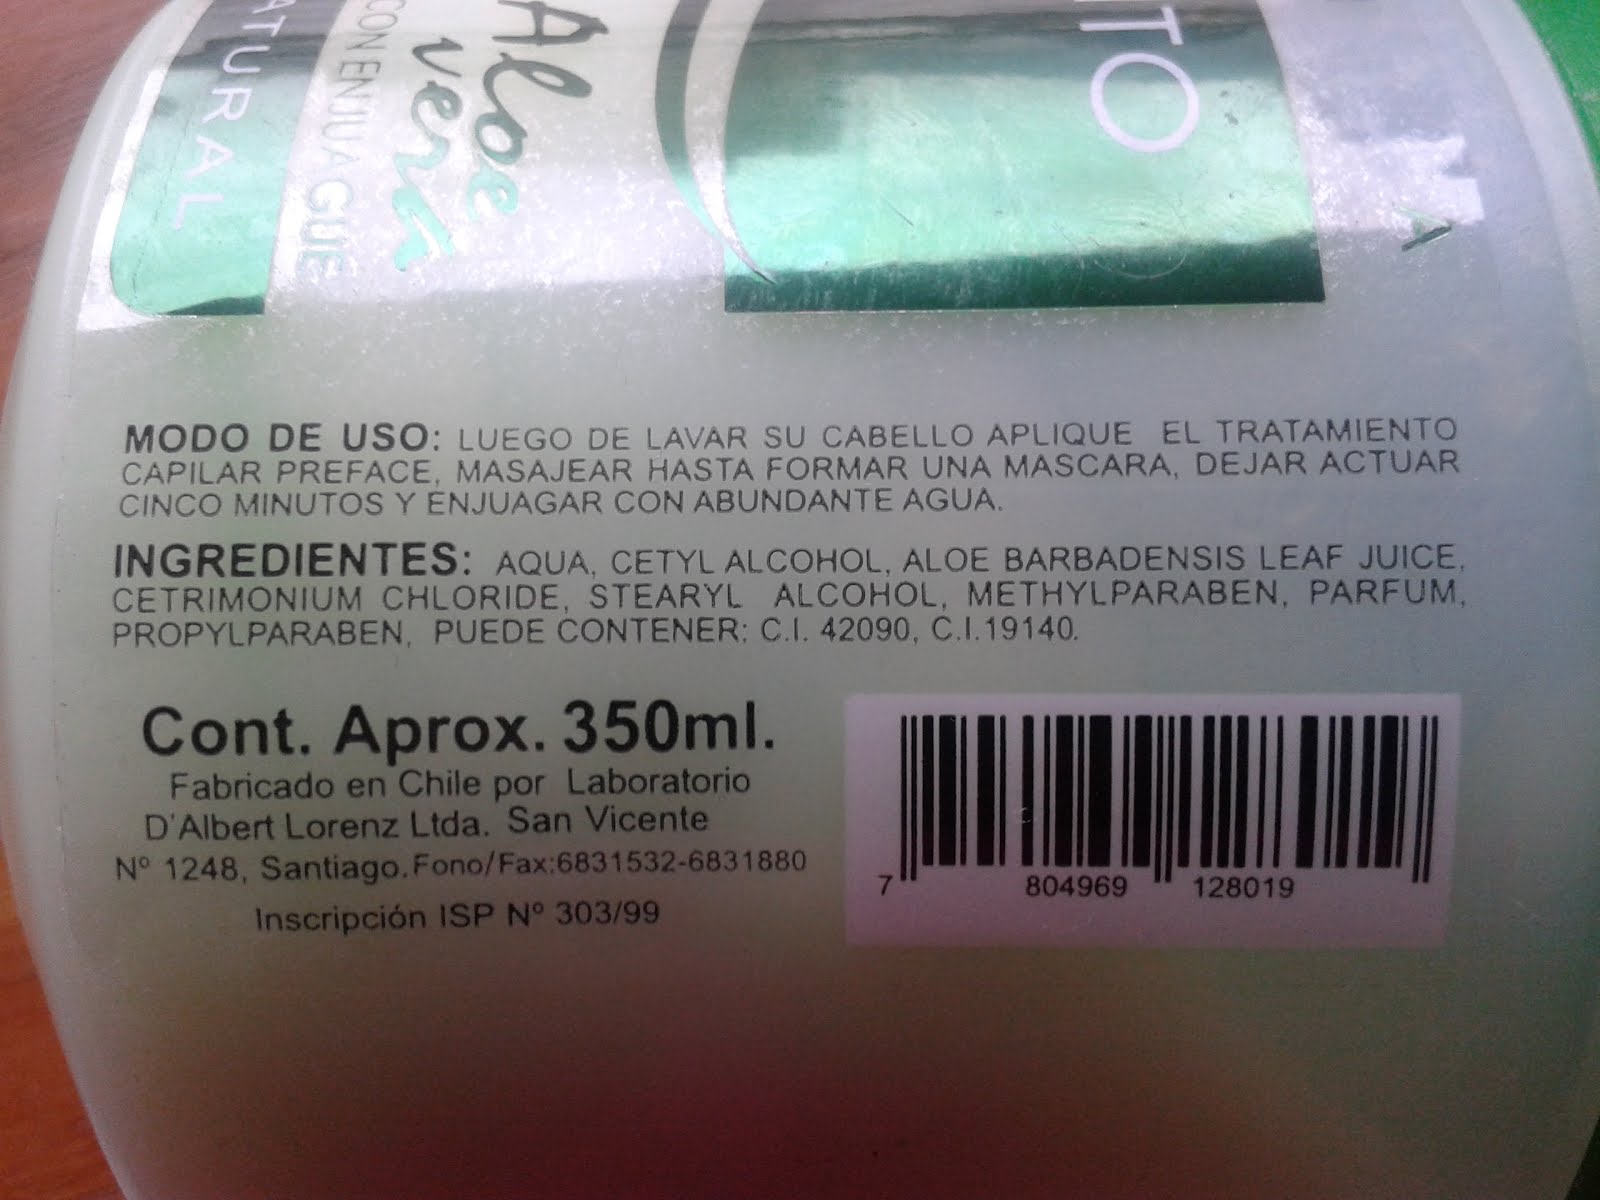 ATURAL
CON ENJUAGUE
Aloe
vera
NTO
A
MODO DE USO: LUEGO DE LAVAR SU CABELLO APLIQUE EL TRATAMIENTO
CAPILAR PREFACE, MASAJEAR HASTA FORMAR UNA MASCARA, DEJAR ACTUAR
CINCO MINUTOS Y ENJUAGAR CON ABUNDANTE AGUA.
INGREDIENTES: AQUA, CETYL ALCOHOL, ALOE BARBADENSIS LEAF JUICE,
CETRIMONIUM CHLORIDE, STEARYL ALCOHOL, METHYLPARABEN, PARFUM,
PROPYLPARABEN, PUEDE CONTENER: C.I. 42090, C.I.19140.
Cont. Aprox. 350ml.
Fabricado en Chile por Laboratorio
D'Albert Lorenz Ltda. San Vicente
Nº 1248, Santiago. Fono/Fax:6831532-6831880
Inscripción ISP Nº 303/99
7 804969 128019